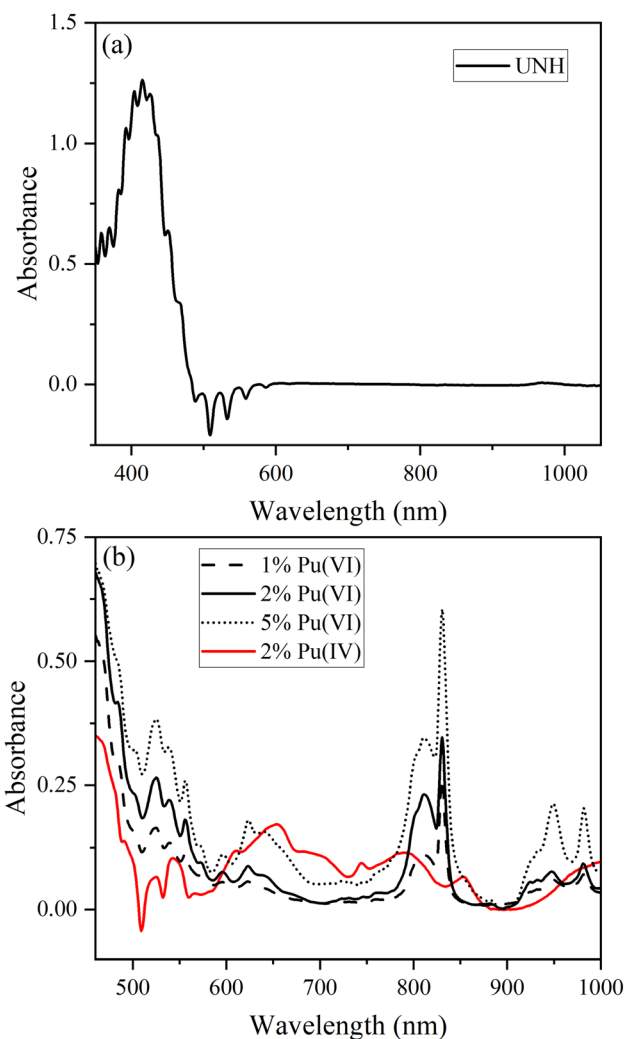 (a)
UNH
1.5
1.0
0.5
0.0
Absorbance
400 600 800 1000
Wavelength (nm)
(b)
1% Pu(VI)
2% Pu(VI)
5% Pu(VI)
2% Pu(IV)
0.75
0.50
0.25
0.00
Absorbance
500 600 700 800 900 1000
Wavelength (nm)